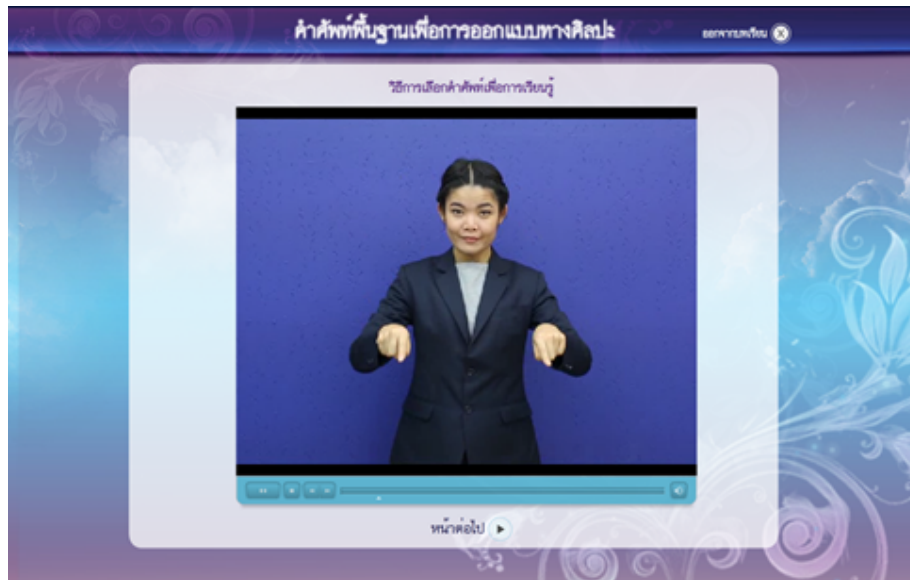 คำศัพท์พื้นฐานเพื่อการออกแบบทางศิลปะ
ออกจากบทเรียน
วิธีการเลือกคำศัพท์เพื่อการเรียนรู้
หน้าต่อไป